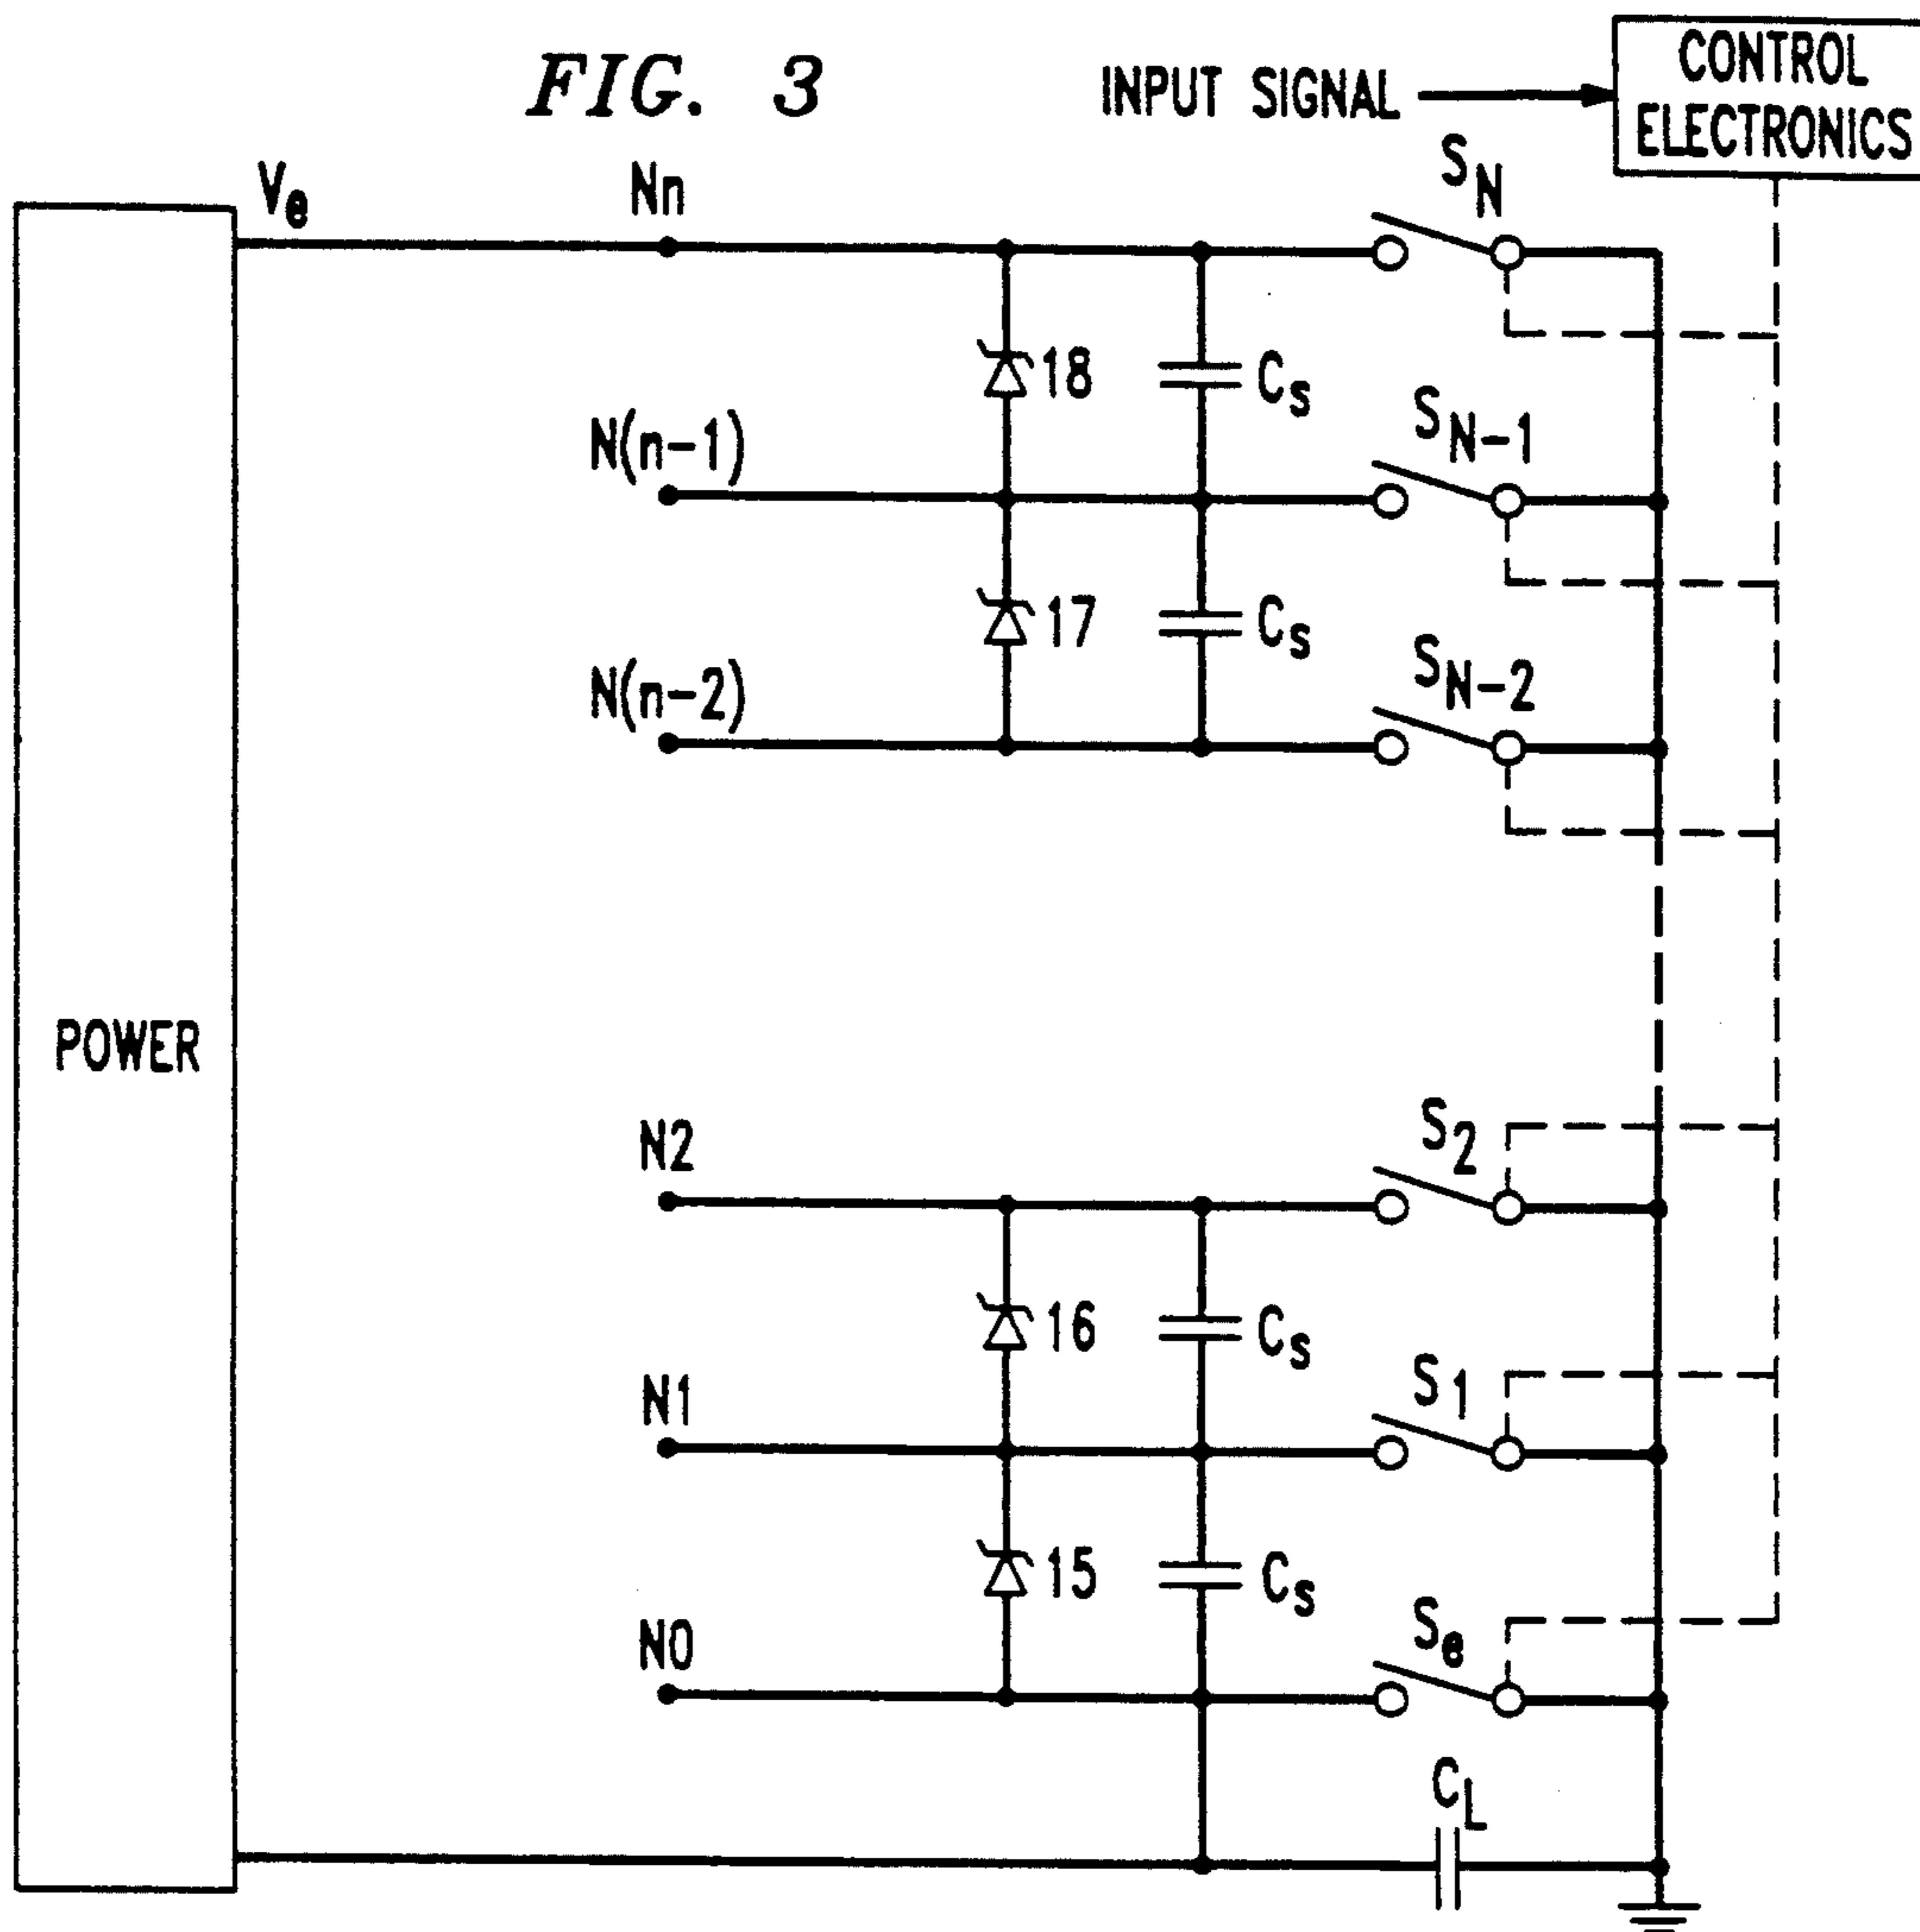 FIG. 3
INPUT SIGNAL
CONTROL
ELECTRONICS
Ve
Nn
SN
18
Cs
N(n-1)
SN-1
17
Cs
N(n-2)
SN-2
POWER
N2
S2
16
Cs
N1
S1
15
Cs
N0
Se
CL